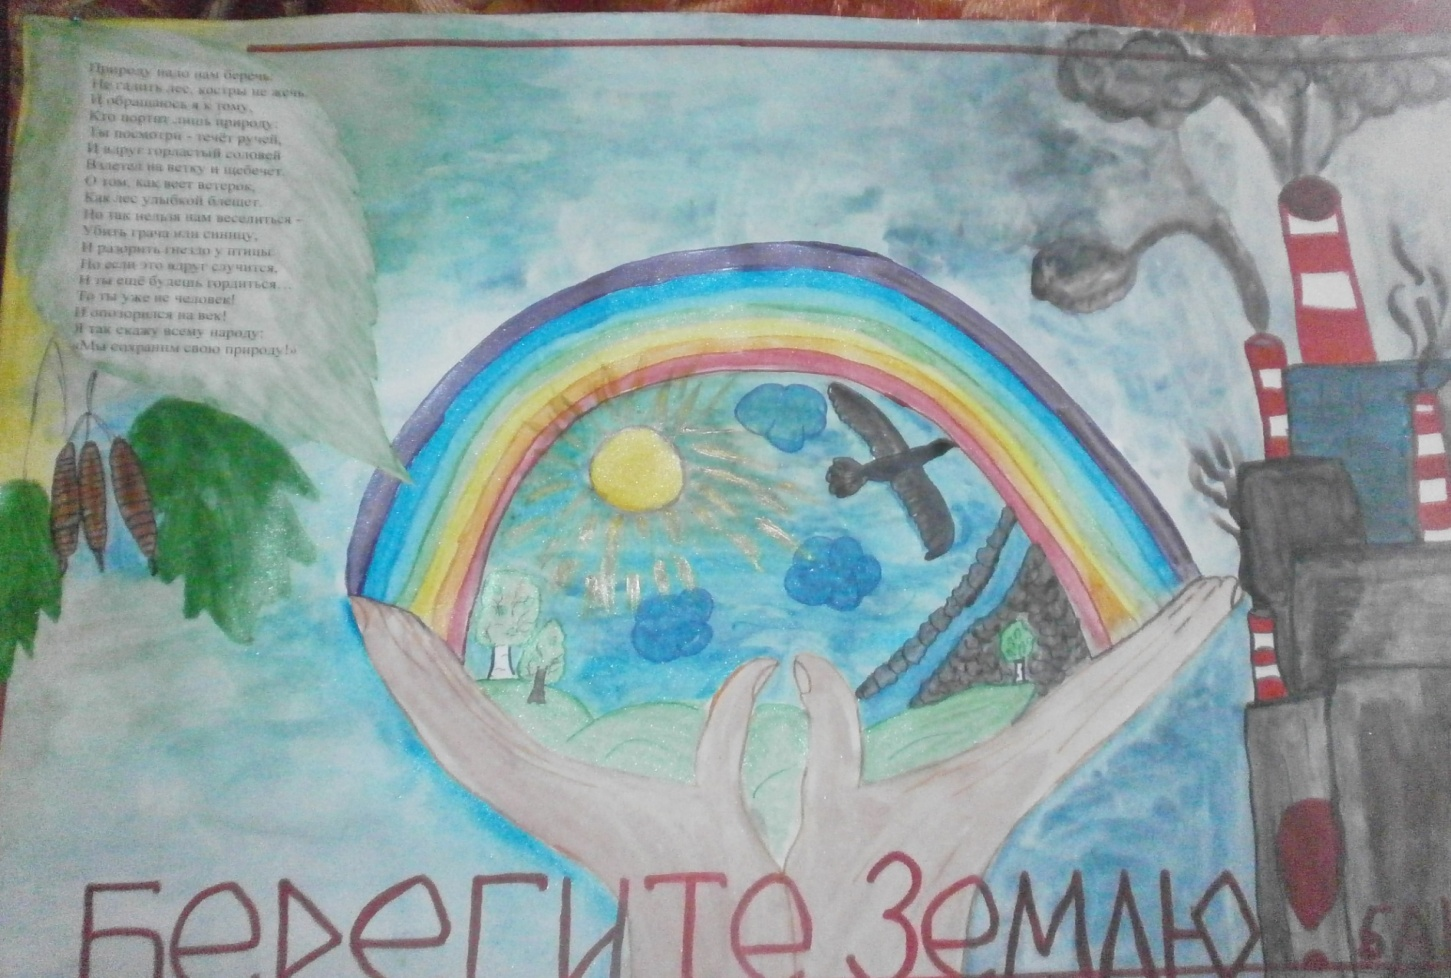 Природу надо нам беречь.
Не гадить лес, костры не жечь.
И обращаюсь я к тому,
Кто портит лишь природу:
Ты посмотри - течёт ручей,
И вдруг горластый соловей
Взлетел на ветку и щебечет
О том, как веет ветерок,
Как лес улыбкой блещет.
Но так нельзя нам веселиться -
Убить грача или синицу,
И разорить гнездо у птицы.
Но если это вдруг случится,
И ты ещё будешь гордиться…
То ты уже не человек!
И опозорился на век!
Я так скажу всему народу:
«Мы сохраним свою природу!»
БеРеГИТе ЗемЛЮ!